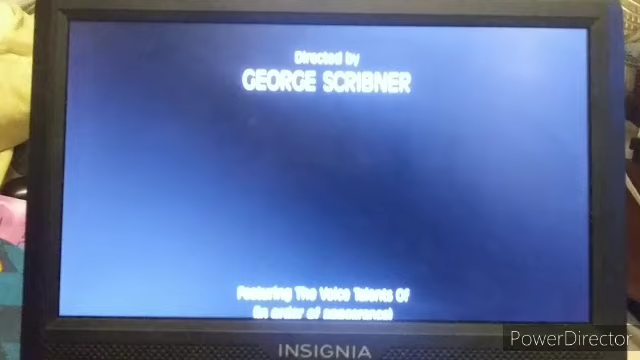 Directed by
GEORGE SCRIBNER
Featuring The Voice Talents Of
(in order of appearance)
INSIGNIA
PowerDirector